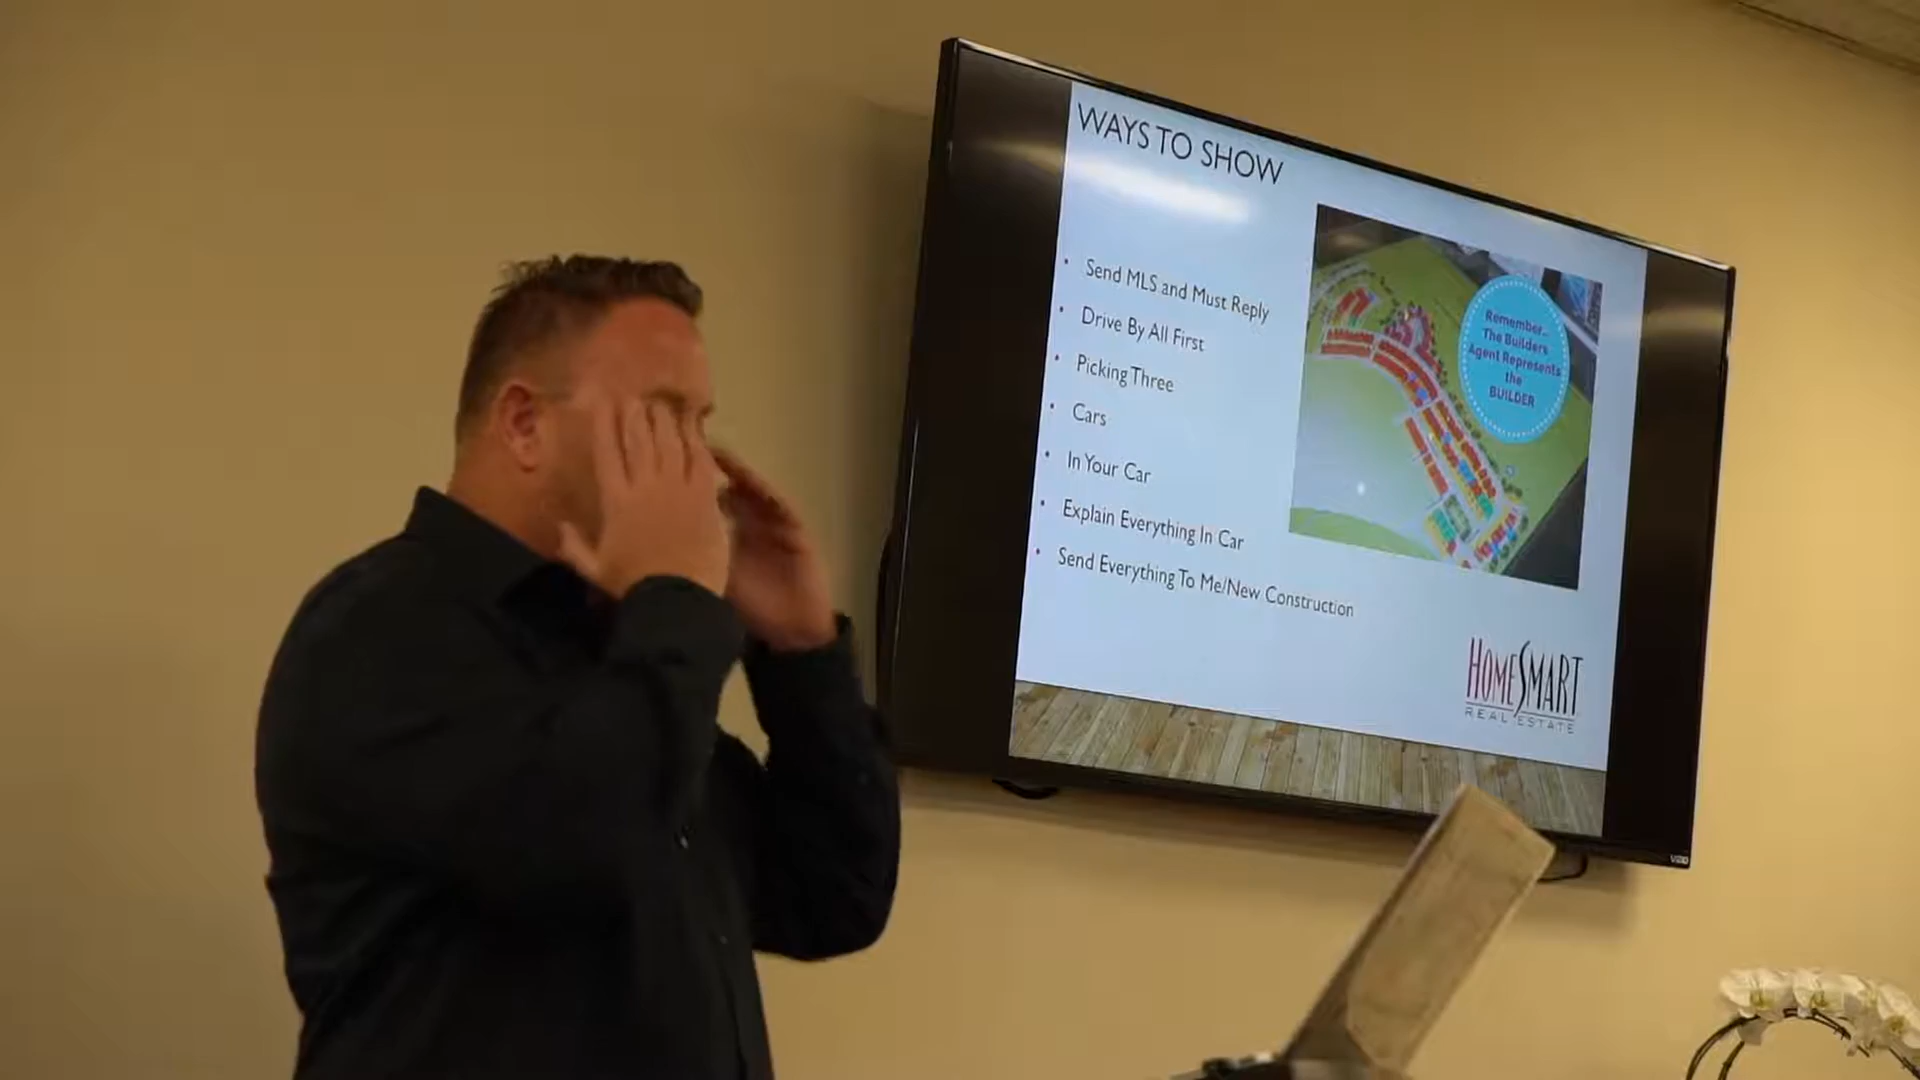 WAYS TO SHOW
Send MLS and Must Reply
Drive By All First
Picking Three
Cars
In Your Car
Explain Everything In Car
Send Everything To Me/New Construction
Remember...
The Builders
Agent Represents
the
BUILDER
HOMESMART
REAL ESTATE
VIZIO